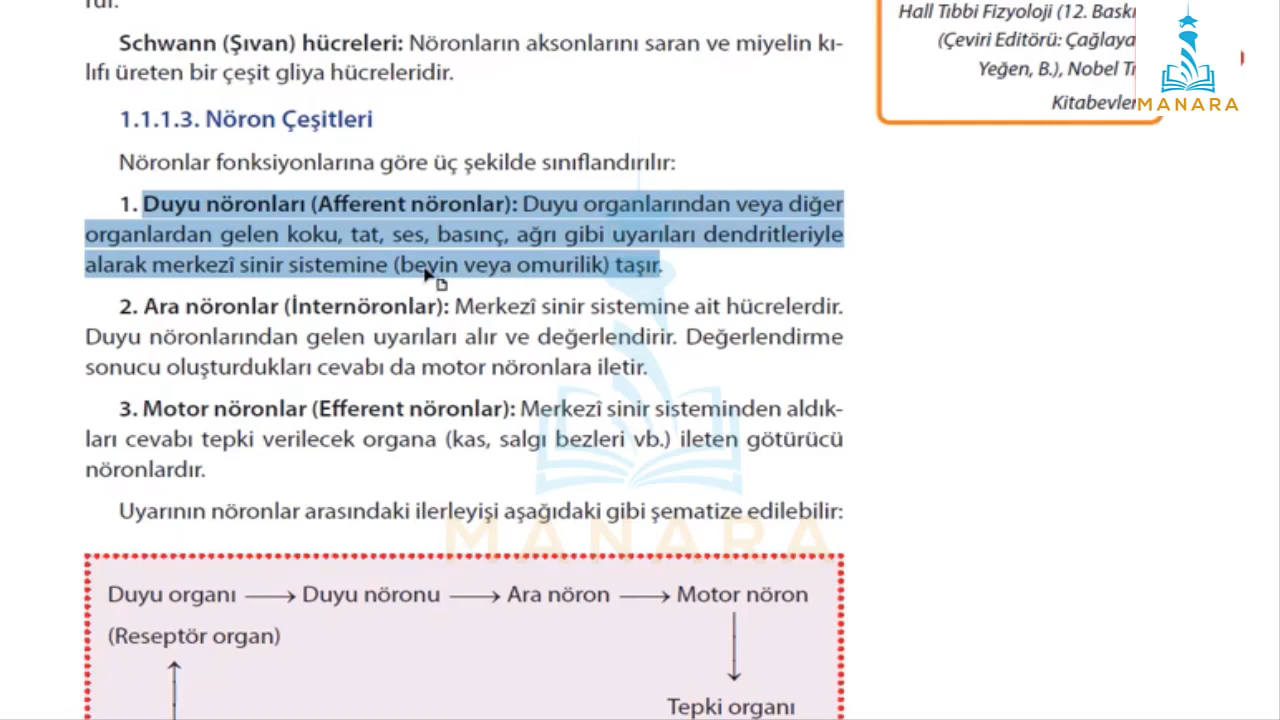 Schwann (Şıvan) hücreleri: Nöronların aksonlarını saran ve miyelin kı-
lıfı üreten bir çeşit gliya hücreleridir.
1.1.1.3. Nöron Çeşitleri
Nöronlar fonksiyonlarına göre üç şekilde sınıflandırılır:
1. Duyu nöronları (Afferent nöronlar): Duyu organlarından veya diğer
organlardan gelen koku, tat, ses, basınç, ağrı gibi uyarıları dendritleriyle
alarak merkezî sinir sistemine (beyin veya omurilik) taşır.
2. Ara nöronlar (İnternöronlar): Merkezî sinir sistemine ait hücrelerdir.
Duyu nöronlarından gelen uyarıları alır ve değerlendirir. Değerlendirme
sonucu oluşturdukları cevabı da motor nöronlara iletir.
3. Motor nöronlar (Efferent nöronlar): Merkezî sinir sisteminden aldık-
ları cevabı tepki verilecek organa (kas, salgı bezleri vb.) ileten götürücü
nöronlardır.
Uyarının nöronlar arasındaki ilerleyişi aşağıdaki gibi şematize edilebilir:
MANARA
Duyu organı → Duyu nöronu → Ara nöron → Motor nöron
(Reseptör organ)
Tepki organı
Hall Tıbbi Fizyoloji (12. Baskı
(Çeviri Editörü: Çağlaya
Yeğen, B.), Nobel
Kitabevler
MANARA